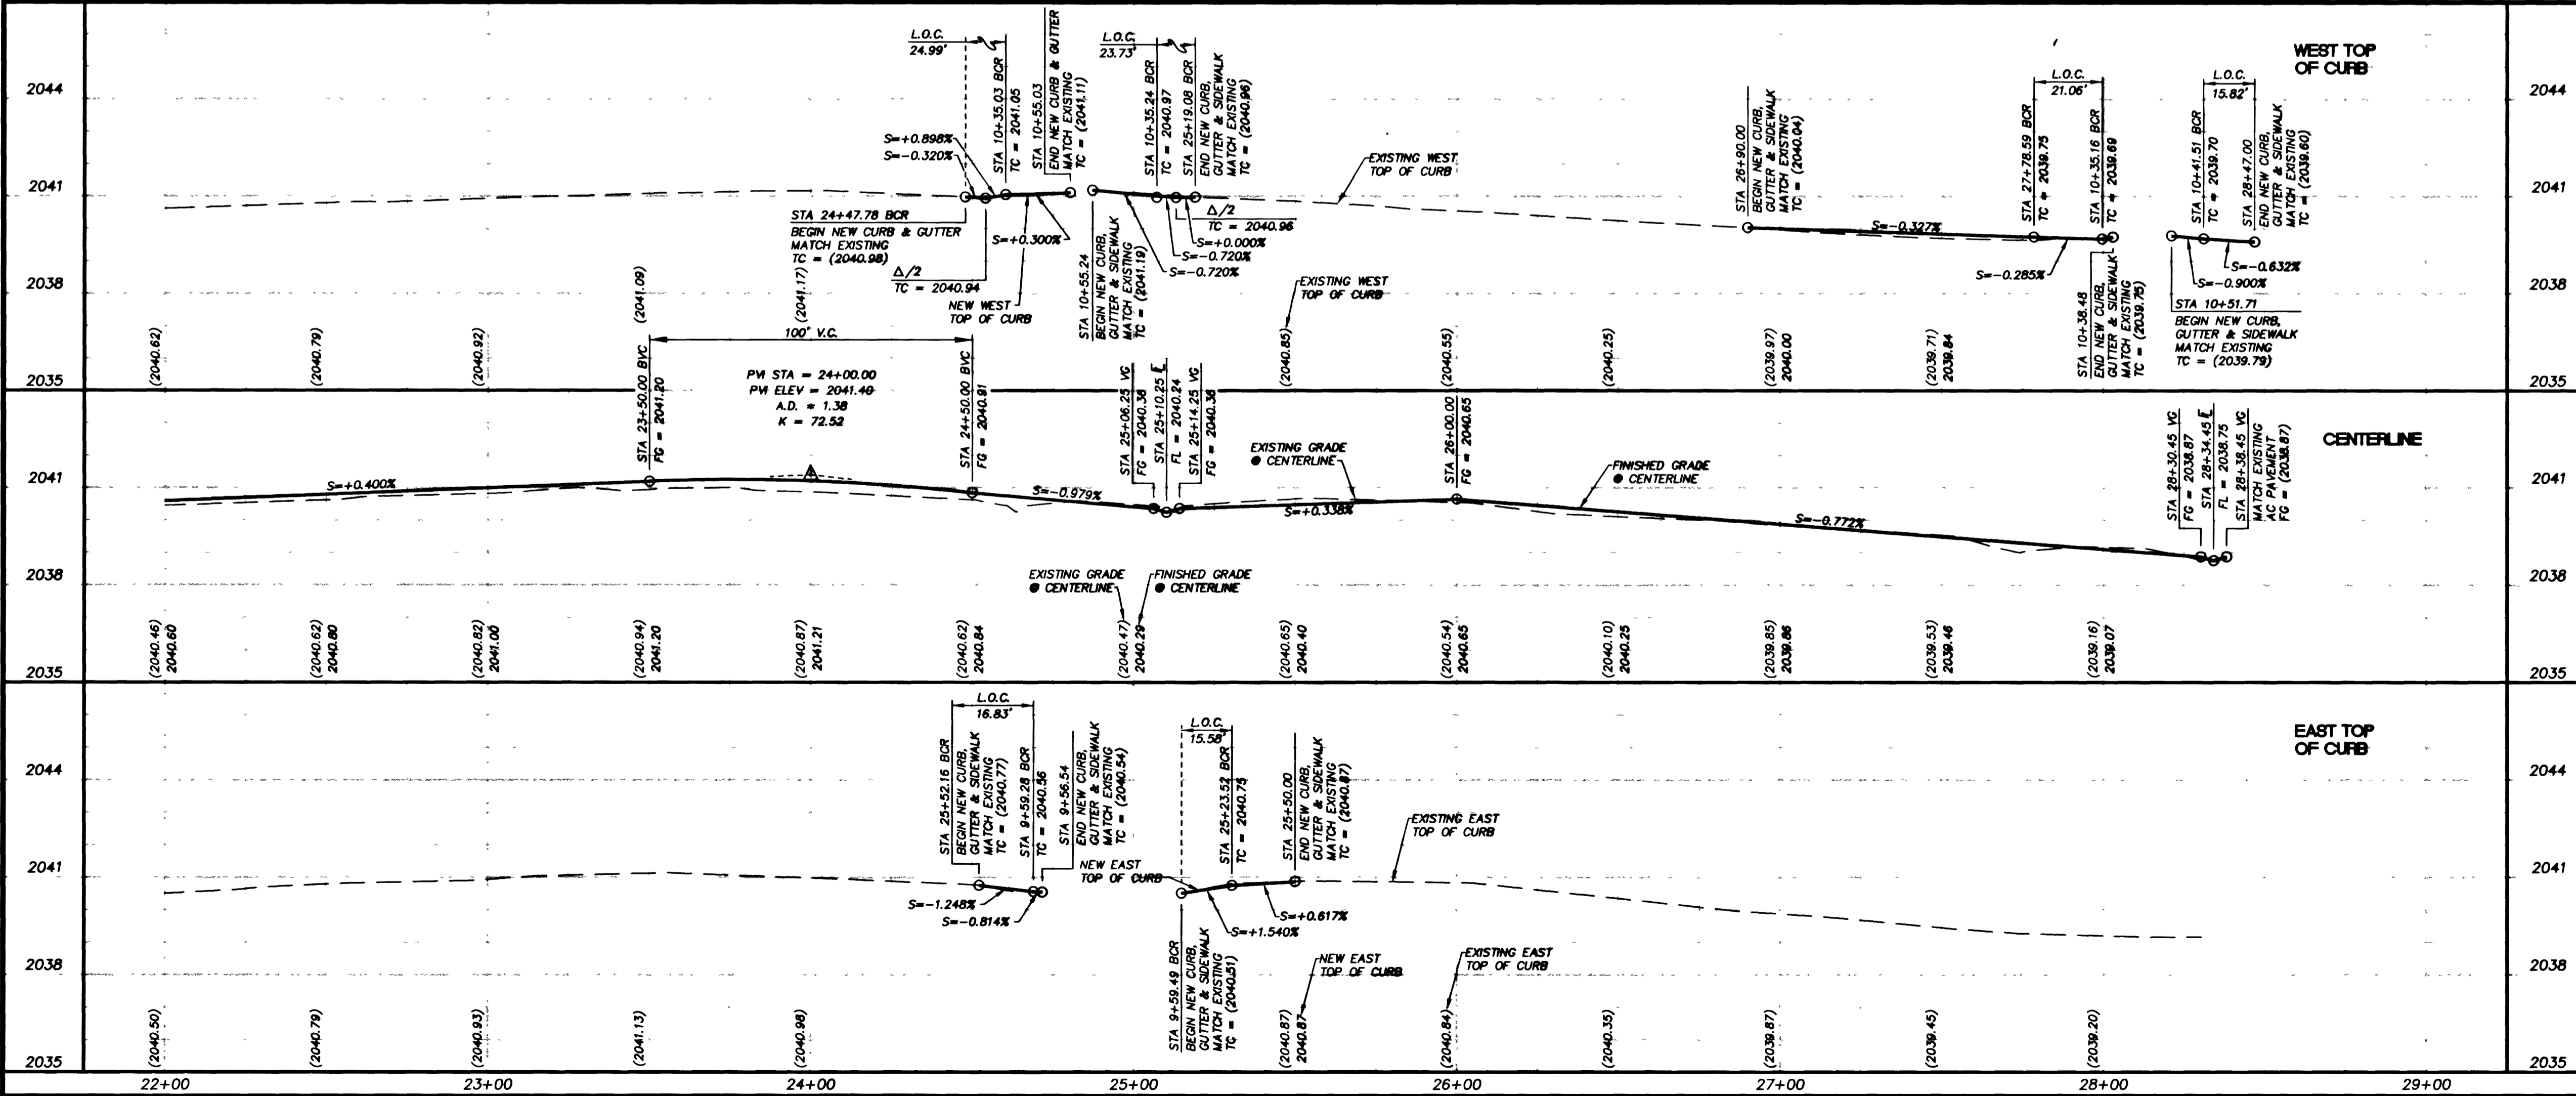 WEST TOP
OF CURB
2044
2041
2038
2035
2044
2041
2038
2035
L.O.C.
24.99'
STA 10+35.03 BCR
TC = 2041.05
STA 10+55.03
END NEW CURB & GUTTER
MATCH EXISTING
TC = (2041.11)
S=+0.898%
S=-0.320%
STA 24+47.78 BCR
BEGIN NEW CURB & GUTTER
MATCH EXISTING
TC = (2040.98)
Δ/2
TC = 2040.94
S=+0.300%
NEW WEST
TOP OF CURB
L.O.C.
23.73'
STA 10+35.24 BCR
TC = 2040.97
STA 25+19.08 BCR
END NEW CURB,
GUTTER & SIDEWALK
MATCH EXISTING
TC = (2040.96)
STA 10+55.24
BEGIN NEW CURB,
GUTTER & SIDEWALK
MATCH EXISTING
TC = (2041.19)
Δ/2
TC = 2040.96
S=+0.000%
S=-0.720%
S=-0.720%
EXISTING WEST
TOP OF CURB
EXISTING WEST
TOP OF CURB
STA 26+90.00
BEGIN NEW CURB,
GUTTER & SIDEWALK
MATCH EXISTING
TC = (2040.04)
S=-0.327%
L.O.C.
21.06'
STA 27+78.59 BCR
TC = 2039.75
STA 10+35.16 BCR
TC = 2039.69
S=-0.285%
STA 10+38.48
END NEW CURB,
GUTTER & SIDEWALK
MATCH EXISTING
TC = (2039.75)
L.O.C.
15.82'
STA 10+41.51 BCR
TC = 2039.70
STA 28+47.00
END NEW CURB,
GUTTER & SIDEWALK
MATCH EXISTING
TC = (2039.60)
S=-0.632%
S=-0.900%
STA 10+51.71
BEGIN NEW CURB,
GUTTER & SIDEWALK
MATCH EXISTING
TC = (2039.79)
(2040.62)
(2040.79)
(2040.92)
(2041.09)
(2041.17)
(2040.85)
(2040.55)
(2040.25)
(2039.97)
2040.00
(2039.71)
2039.84
CENTERLINE
2041
2038
2035
2041
2038
2035
100' V.C.
STA 23+50.00 BVC
FG = 2041.20
PVI STA = 24+00.00
PVI ELEV = 2041.40
A.D. = 1.38
K = 72.52
STA 24+50.00 BVC
FG = 2040.91
S=+0.400%
S=-0.979%
STA 25+06.25 VG
FG = 2040.36
STA 25+10.25 FL
FL = 2040.24
STA 25+14.25 VG
FG = 2040.36
EXISTING GRADE
@ CENTERLINE
S=+0.338%
STA 26+00.00
FG = 2040.65
FINISHED GRADE
@ CENTERLINE
S=-0.772%
STA 28+30.45 VG
FG = 2038.87
STA 28+34.45 FL
FL = 2038.75
STA 28+38.45 VG
MATCH EXISTING
AC PAVEMENT
FG = (2038.87)
EXISTING GRADE
@ CENTERLINE
FINISHED GRADE
@ CENTERLINE
(2040.46)
2040.60
(2040.62)
2040.80
(2040.82)
2041.00
(2040.94)
2041.20
(2040.87)
2041.21
(2040.62)
2040.84
(2040.47)
2040.29
(2040.65)
2040.40
(2040.54)
2040.65
(2040.10)
2040.25
(2039.85)
2039.86
(2039.53)
2039.46
(2039.16)
2039.07
EAST TOP
OF CURB
2044
2041
2038
2035
2044
2041
2038
2035
L.O.C.
16.83'
STA 25+52.16 BCR
BEGIN NEW CURB,
GUTTER & SIDEWALK
MATCH EXISTING
TC = (2040.77)
STA 9+59.28 BCR
TC = 2040.56
STA 9+56.54
END NEW CURB,
GUTTER & SIDEWALK
MATCH EXISTING
TC = (2040.54)
S=-1.248%
S=-0.814%
NEW EAST
TOP OF CURB
L.O.C.
15.58'
STA 25+23.52 BCR
TC = 2040.75
STA 25+50.00
END NEW CURB,
GUTTER & SIDEWALK
MATCH EXISTING
TC = (2040.87)
S=+0.617%
S=+1.540%
STA 9+59.49 BCR
BEGIN NEW CURB,
GUTTER & SIDEWALK
MATCH EXISTING
TC = (2040.51)
EXISTING EAST
TOP OF CURB
NEW EAST
TOP OF CURB
EXISTING EAST
TOP OF CURB
(2040.50)
(2040.79)
(2040.93)
(2041.13)
(2040.98)
(2040.87)
2040.87
(2040.84)
(2040.35)
(2039.87)
(2039.45)
(2039.20)
22+00
23+00
24+00
25+00
26+00
27+00
28+00
29+00